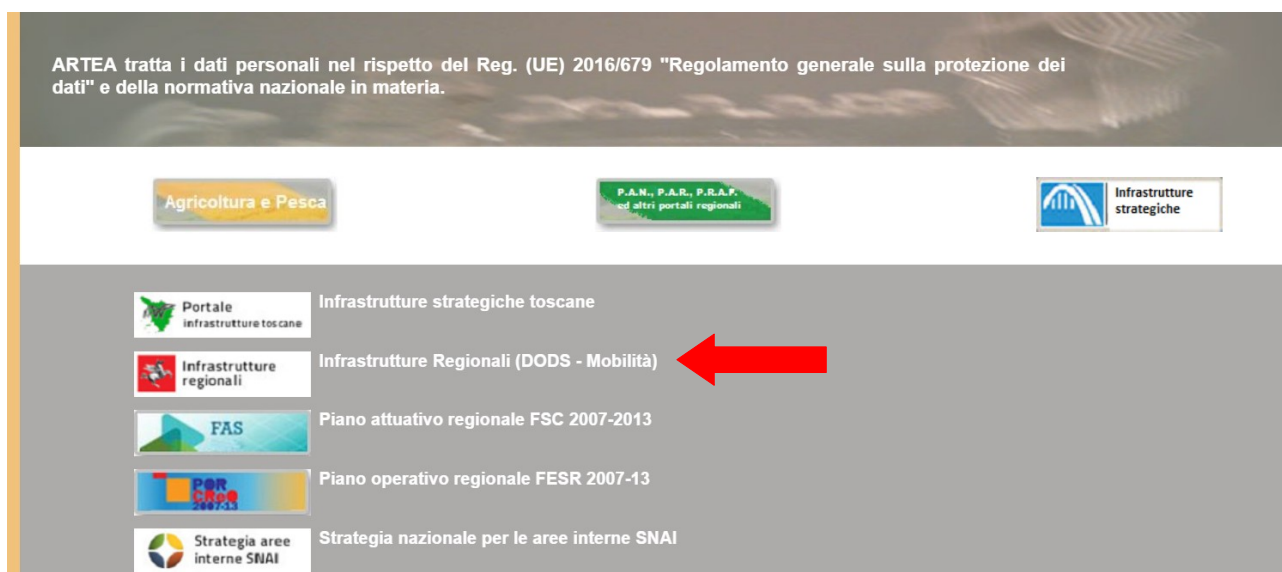 ARTEA tratta i dati personali nel rispetto del Reg. (UE) 2016/679 "Regolamento generale sulla protezione dei
dati" e della normativa nazionale in materia.
Agricoltura e Pesca
P.A.N., P.A.R., P.R.A.F.
ed altri portali regionali
Infrastrutture
strategiche
Portale
infrastrutture toscane
Infrastrutture strategiche toscane
Infrastrutture
regionali
Infrastrutture Regionali (DODS - Mobilità)
FAS
Piano attuativo regionale FSC 2007-2013
POR
CReO
2007-13
Piano operativo regionale FESR 2007-13
Strategia aree
interne SNAI
Strategia nazionale per le aree interne SNAI